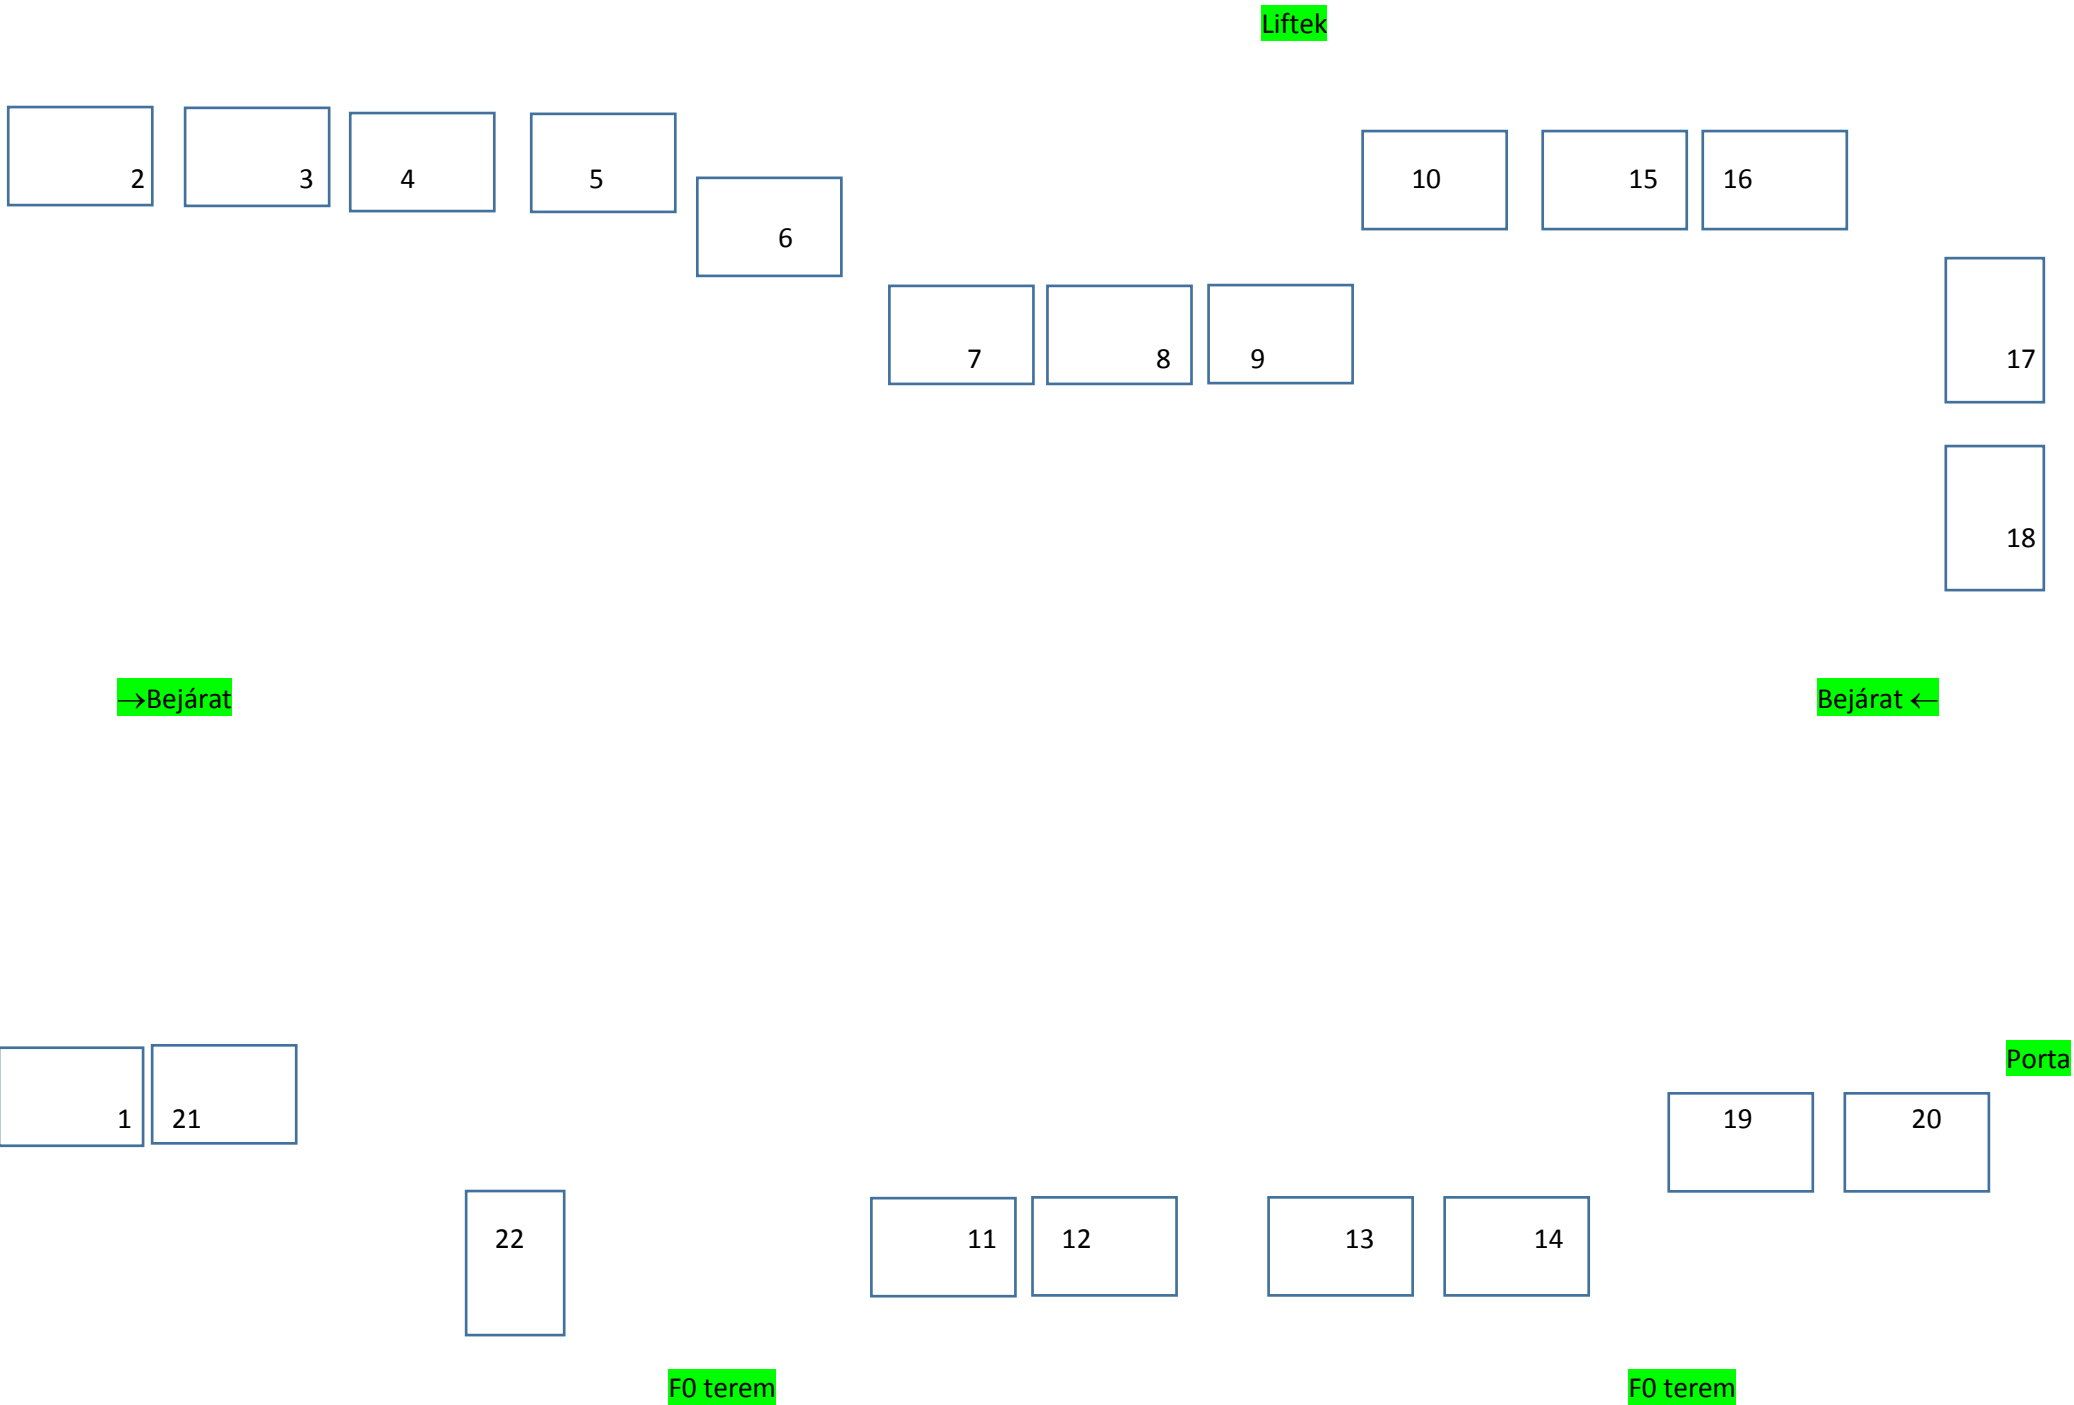 Liftek
2 3 4 5 10 15 16
6
7 8 9 17
18
→Bejárat Bejárat ←
Porta
1 21 19 20
22 11 12 13 14
F0 terem F0 terem